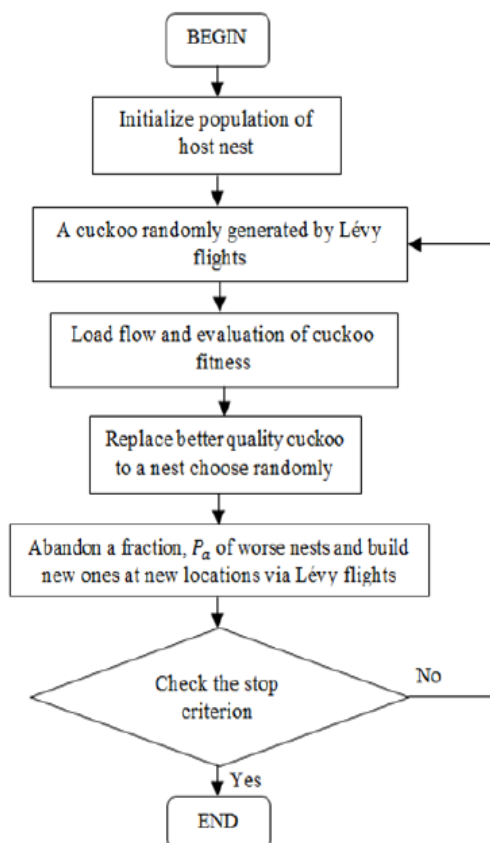 BEGIN
Initialize population of
host nest
A cuckoo randomly generated by Lévy
flights
Load flow and evaluation of cuckoo
fitness
Replace better quality cuckoo
to a nest choose randomly
Abandon a fraction, Pₐ of worse nests and build
new ones at new locations via Lévy flights
Check the stop
criterion
No
Yes
END